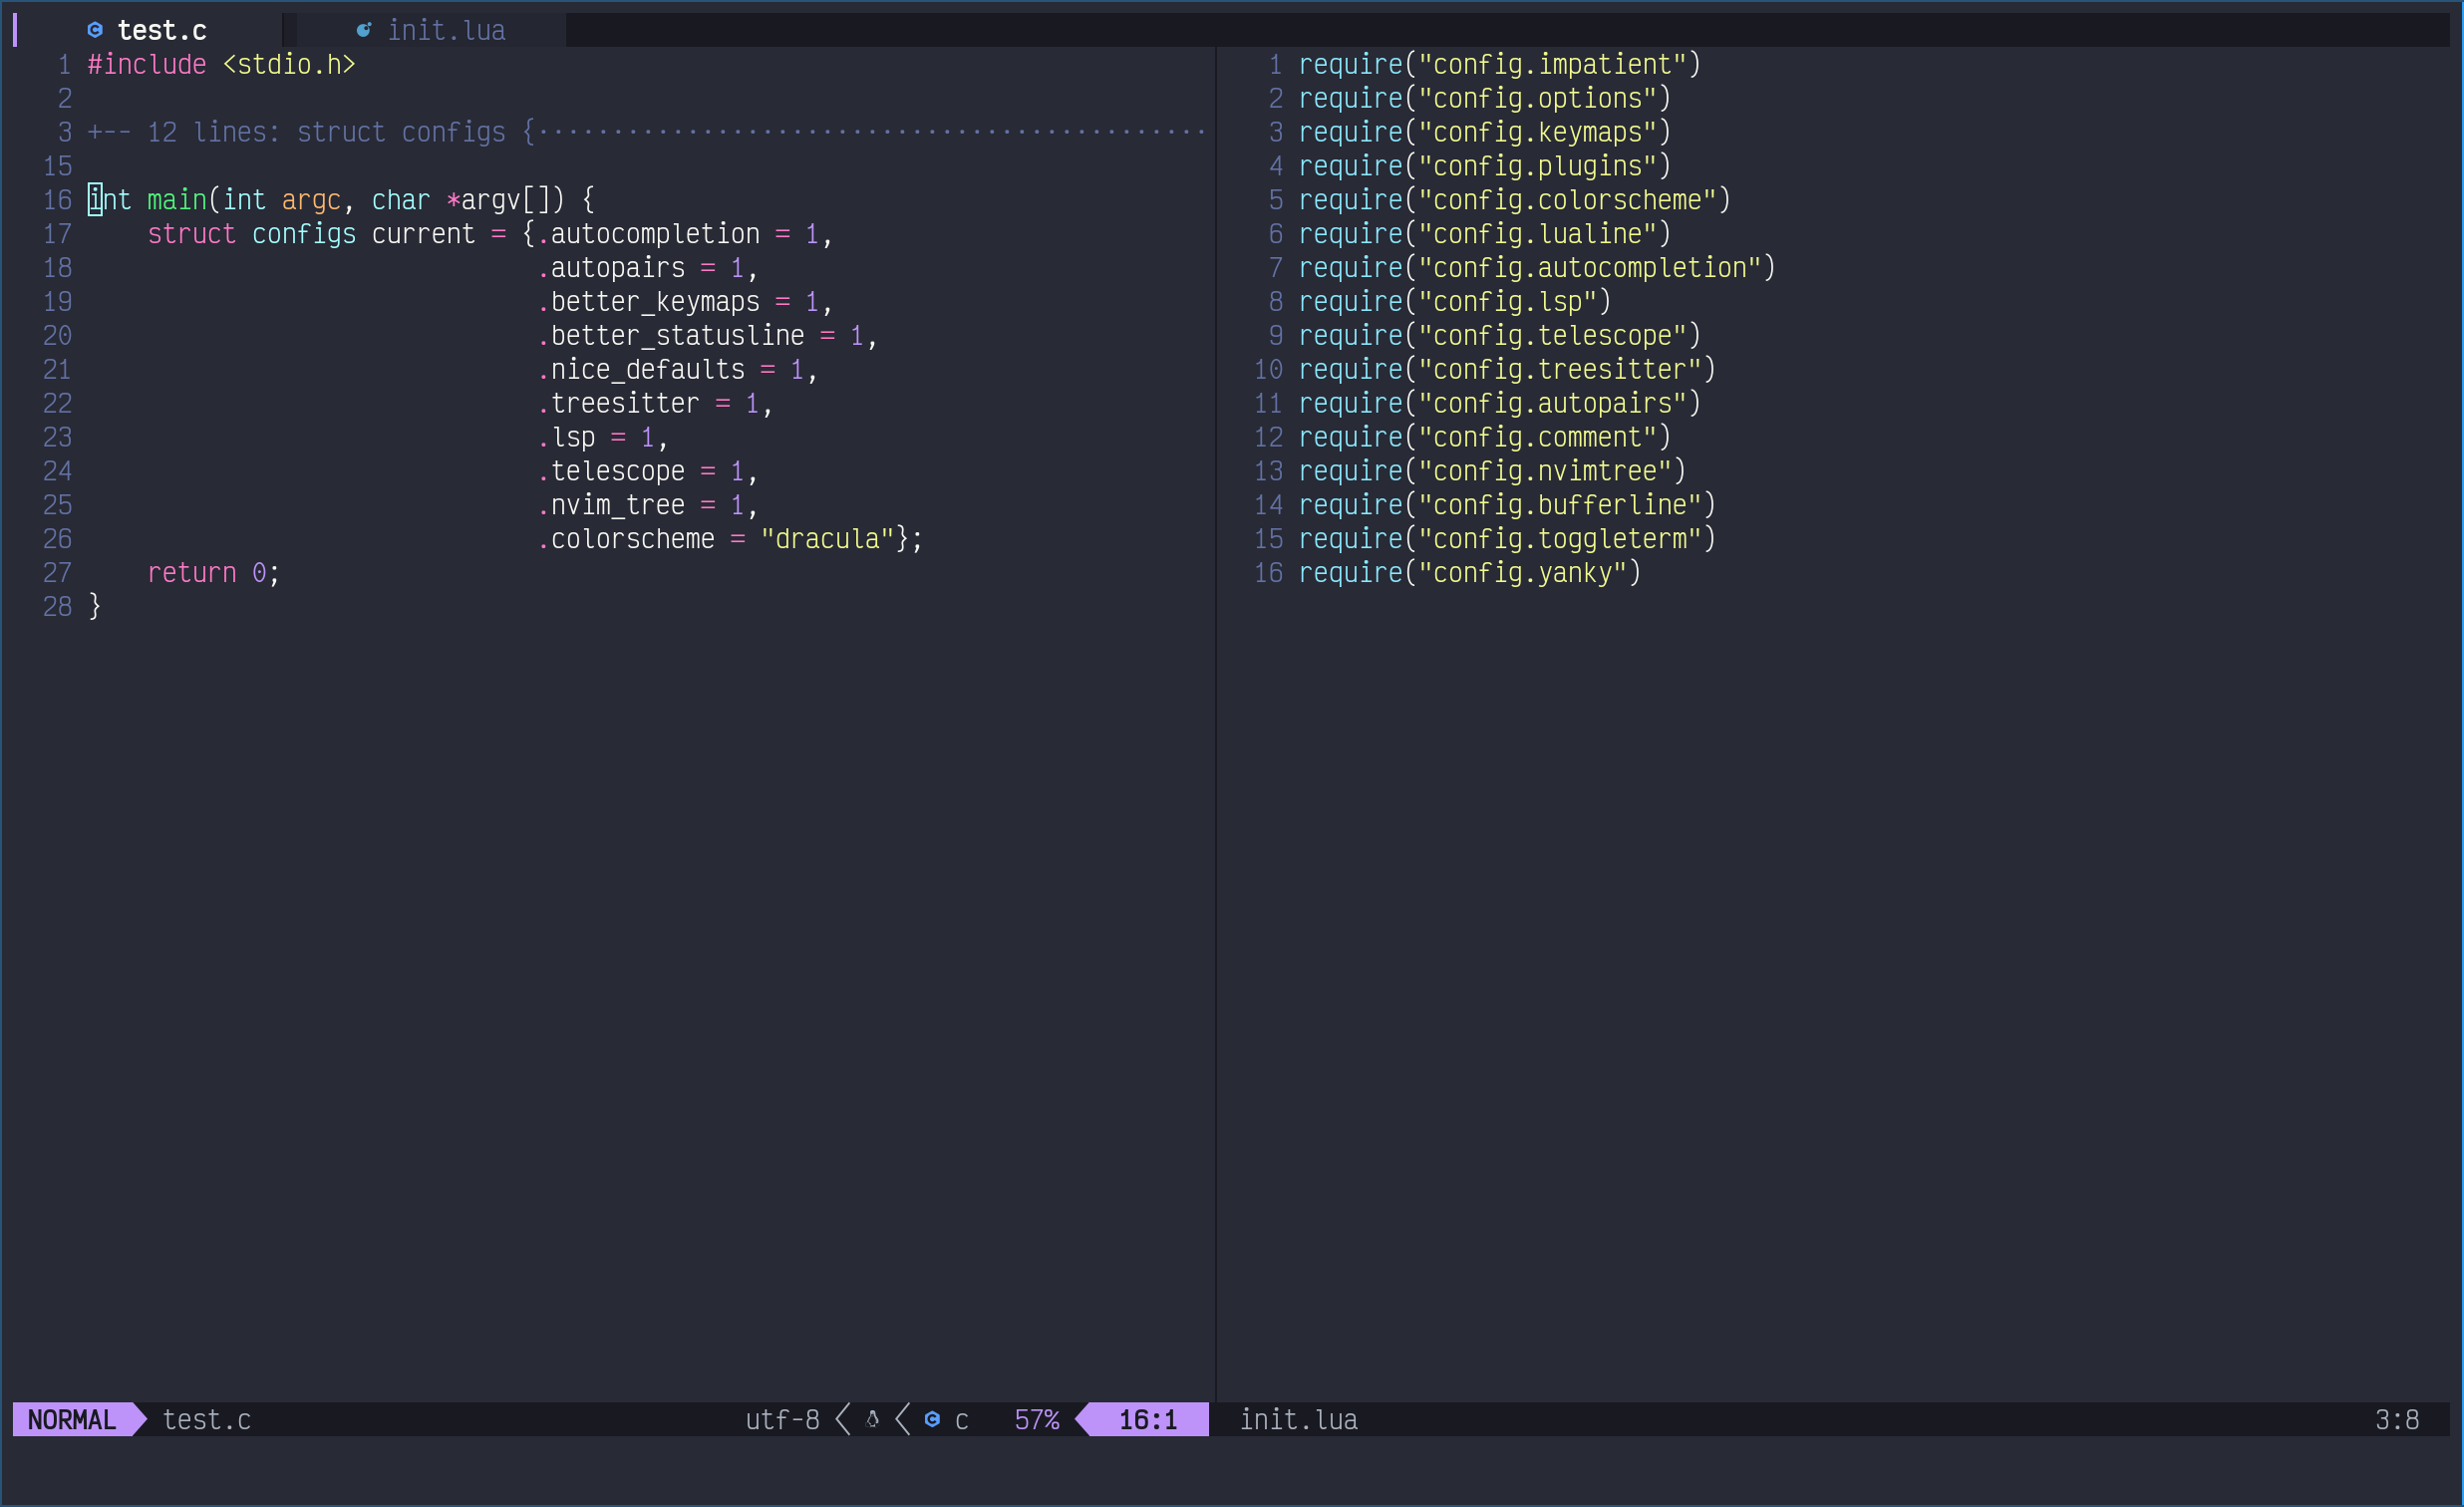 test.c init.lua
1 #include <stdio.h>
2
3 +-- 12 lines: struct configs {·············································
15
16 int main(int argc, char *argv[]) {
17     struct configs current = {.autocompletion = 1,
18                               .autopairs = 1,
19                               .better_keymaps = 1,
20                               .better_statusline = 1,
21                               .nice_defaults = 1,
22                               .treesitter = 1,
23                               .lsp = 1,
24                               .telescope = 1,
25                               .nvim_tree = 1,
26                               .colorscheme = "dracula"};
27     return 0;
28 }
1 require("config.impatient")
2 require("config.options")
3 require("config.keymaps")
4 require("config.plugins")
5 require("config.colorscheme")
6 require("config.lualine")
7 require("config.autocompletion")
8 require("config.lsp")
9 require("config.telescope")
10 require("config.treesitter")
11 require("config.autopairs")
12 require("config.comment")
13 require("config.nvimtree")
14 require("config.bufferline")
15 require("config.toggleterm")
16 require("config.yanky")
NORMAL test.c utf-8 c 57% 16:1 init.lua 3:8